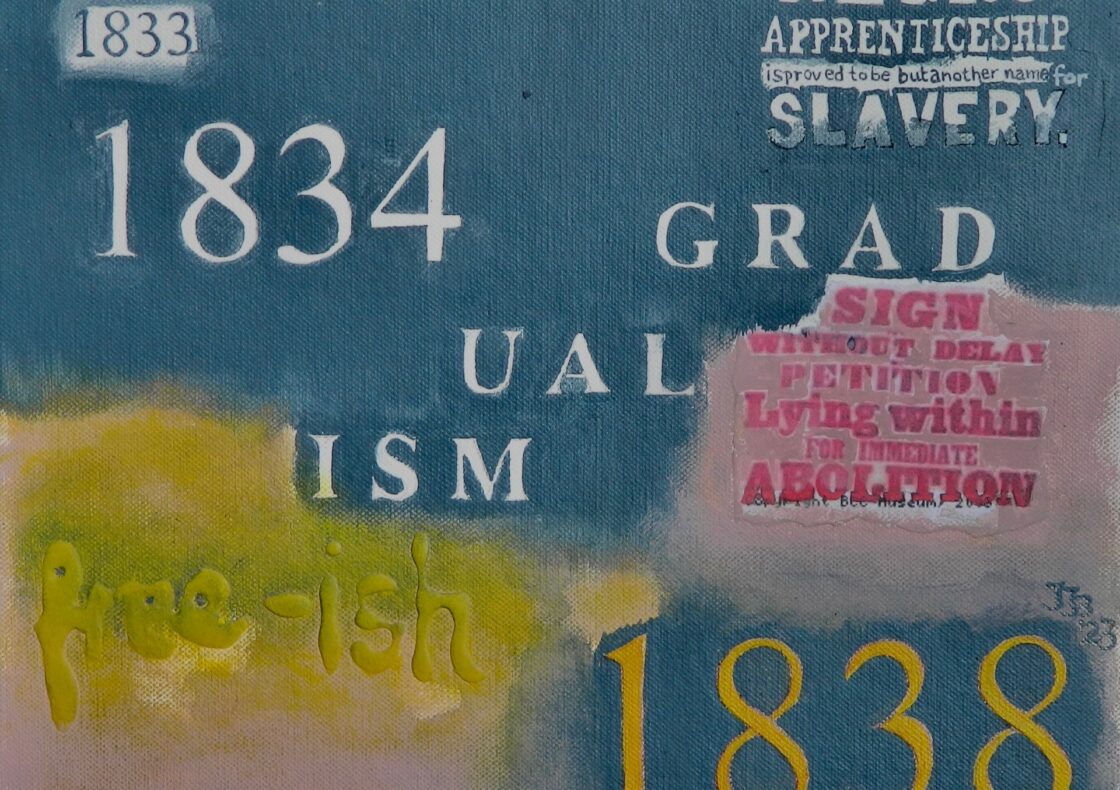 1833
APPRENTICESHIP
is proved to be but another name for
SLAVERY.
1834
GRAD
UAL
ISM
SIGN
WITHOUT DELAY
PETITION
Lying within
FOR IMMEDIATE
ABOLITION
free-ish
1838
'23